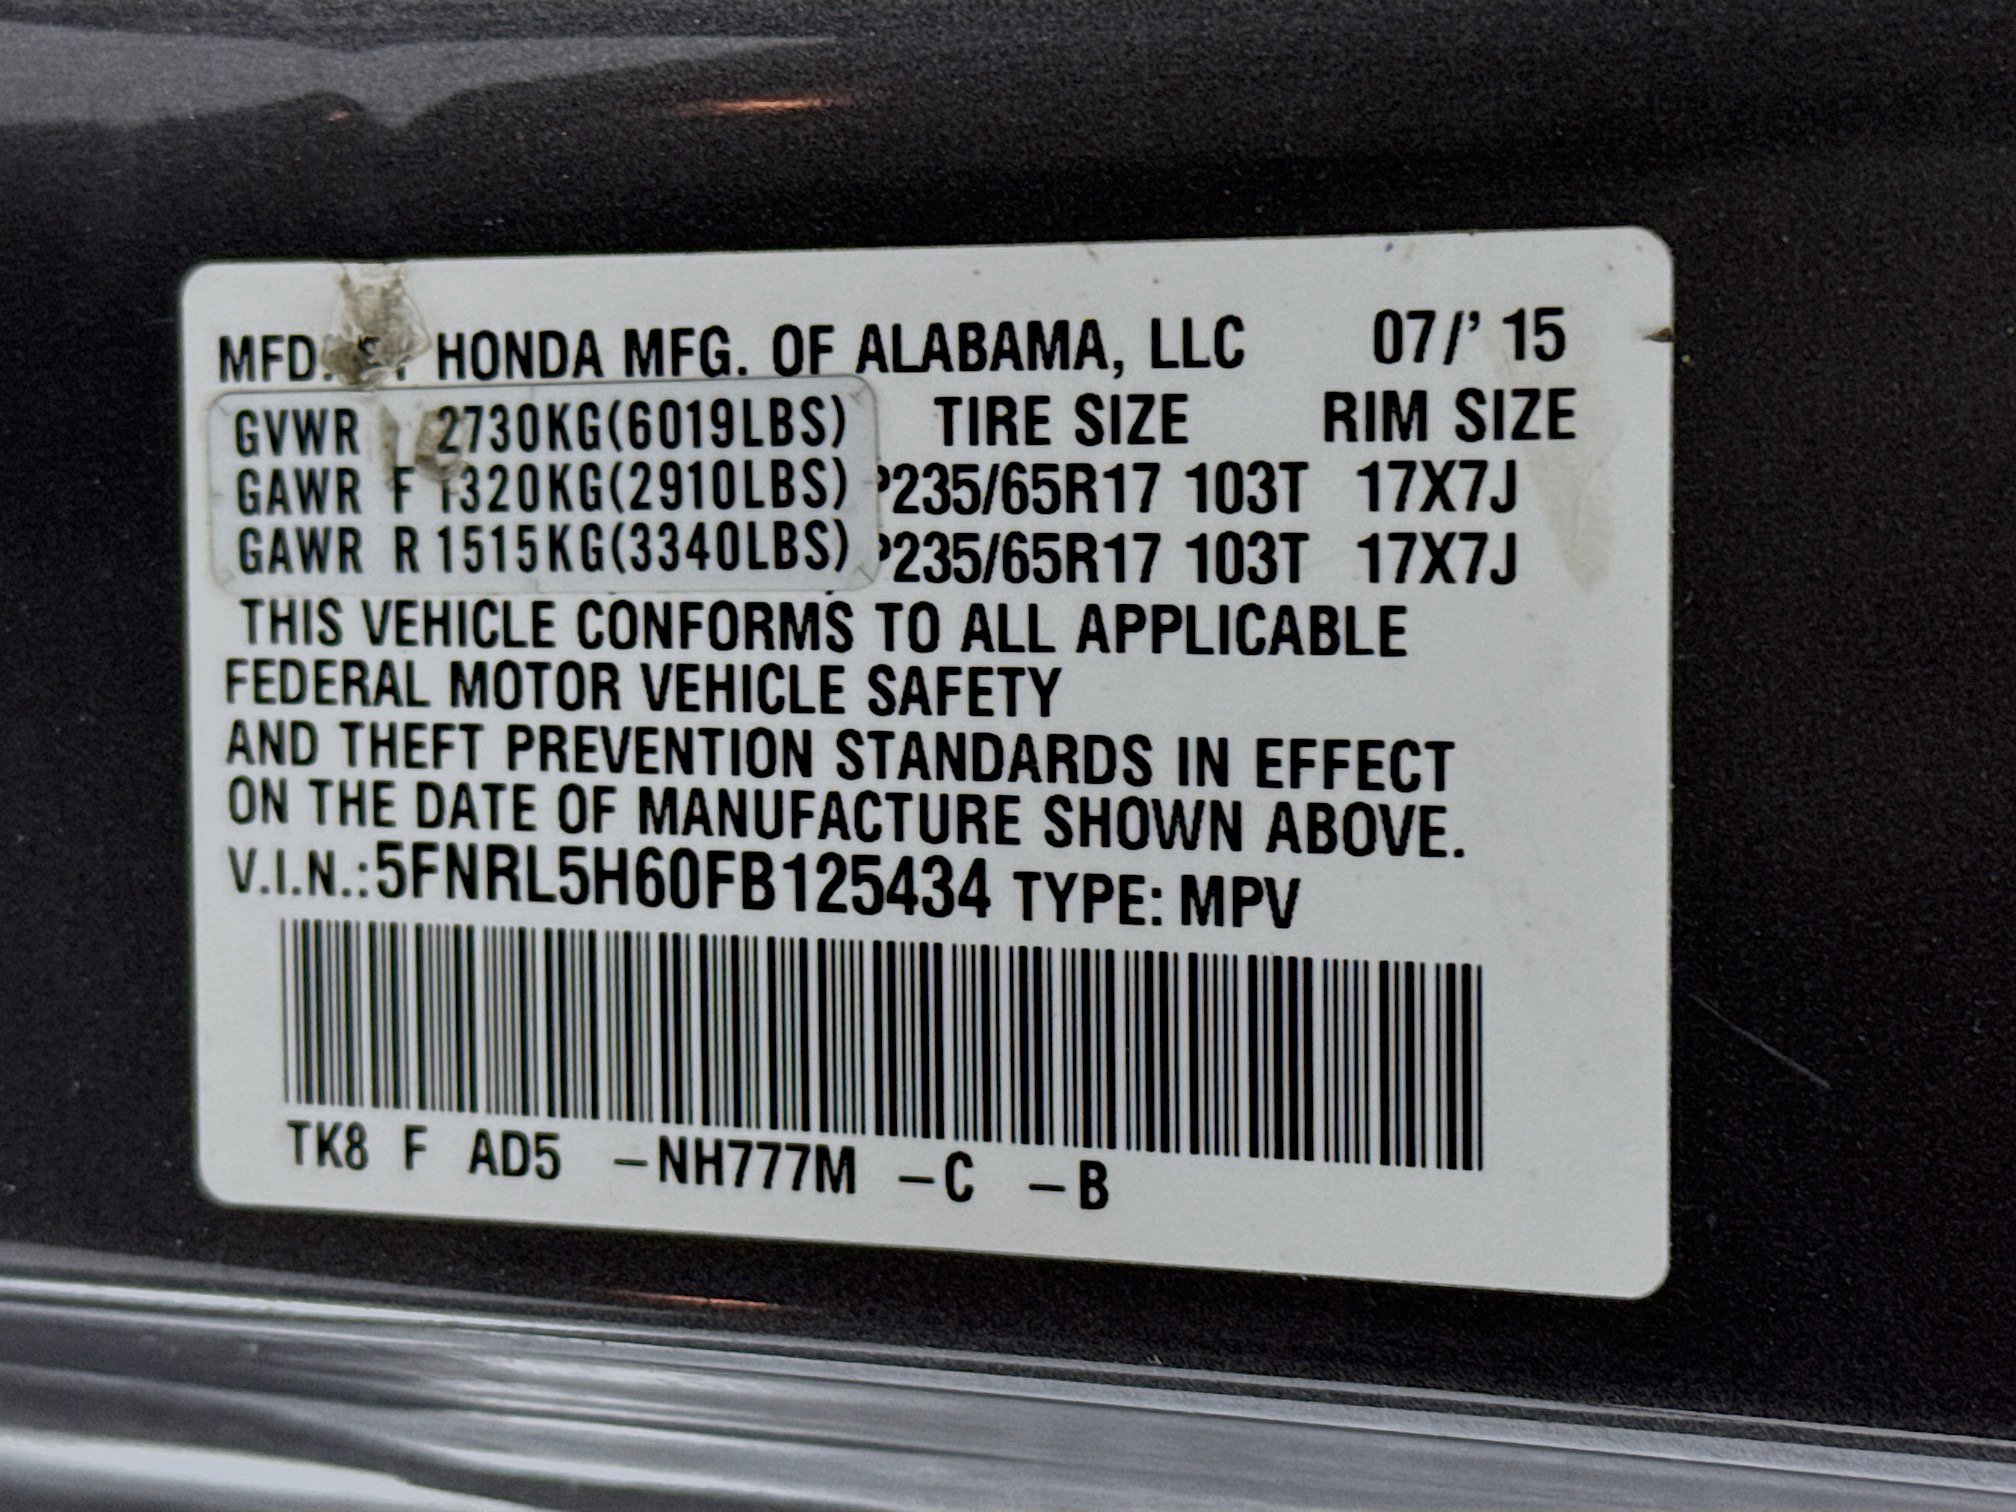 MFD. HONDA MFG. OF ALABAMA, LLC 07/' 15
GVWR 2730KG(6019LBS) TIRE SIZE RIM SIZE
GAWR F 1320KG(2910LBS) P235/65R17 103T 17X7J
GAWR R 1515KG(3340LBS) P235/65R17 103T 17X7J
THIS VEHICLE CONFORMS TO ALL APPLICABLE
FEDERAL MOTOR VEHICLE SAFETY
AND THEFT PREVENTION STANDARDS IN EFFECT
ON THE DATE OF MANUFACTURE SHOWN ABOVE.
V.I.N.:5FNRL5H60FB125434 TYPE: MPV
TK8 F AD5 –NH777M –C –B